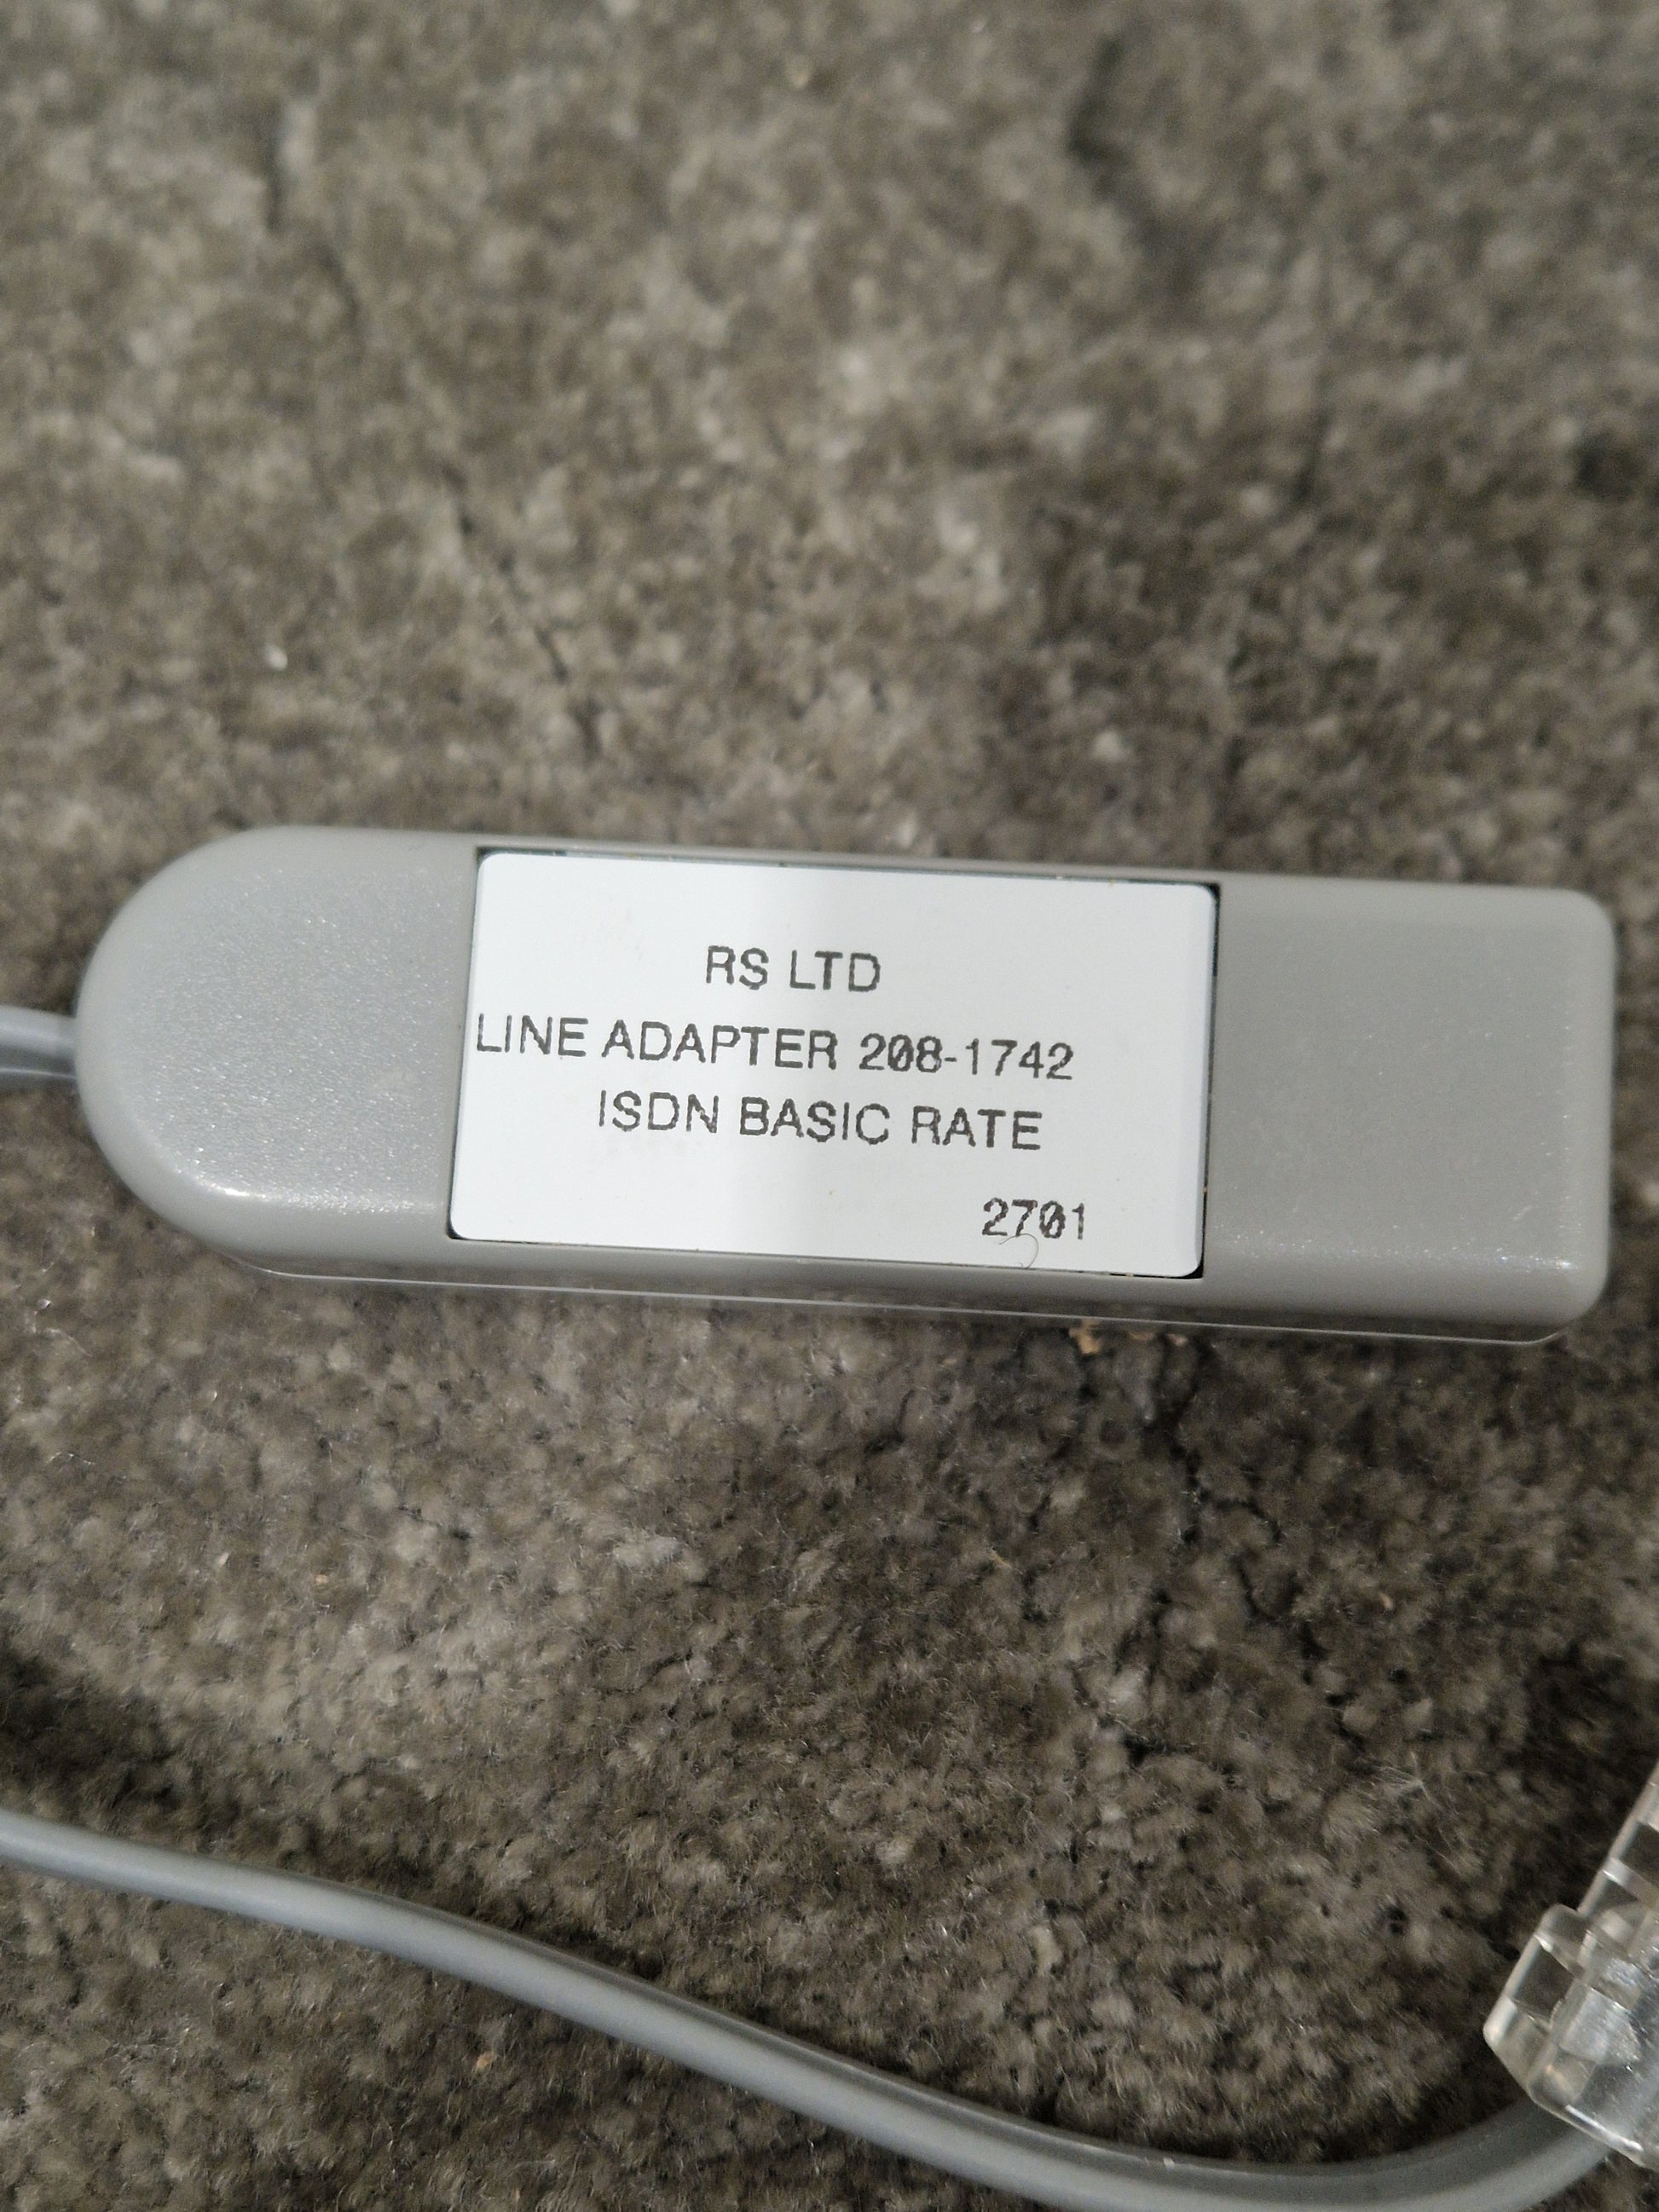 RS LTD
LINE ADAPTER 208-1742
ISDN BASIC RATE
2701